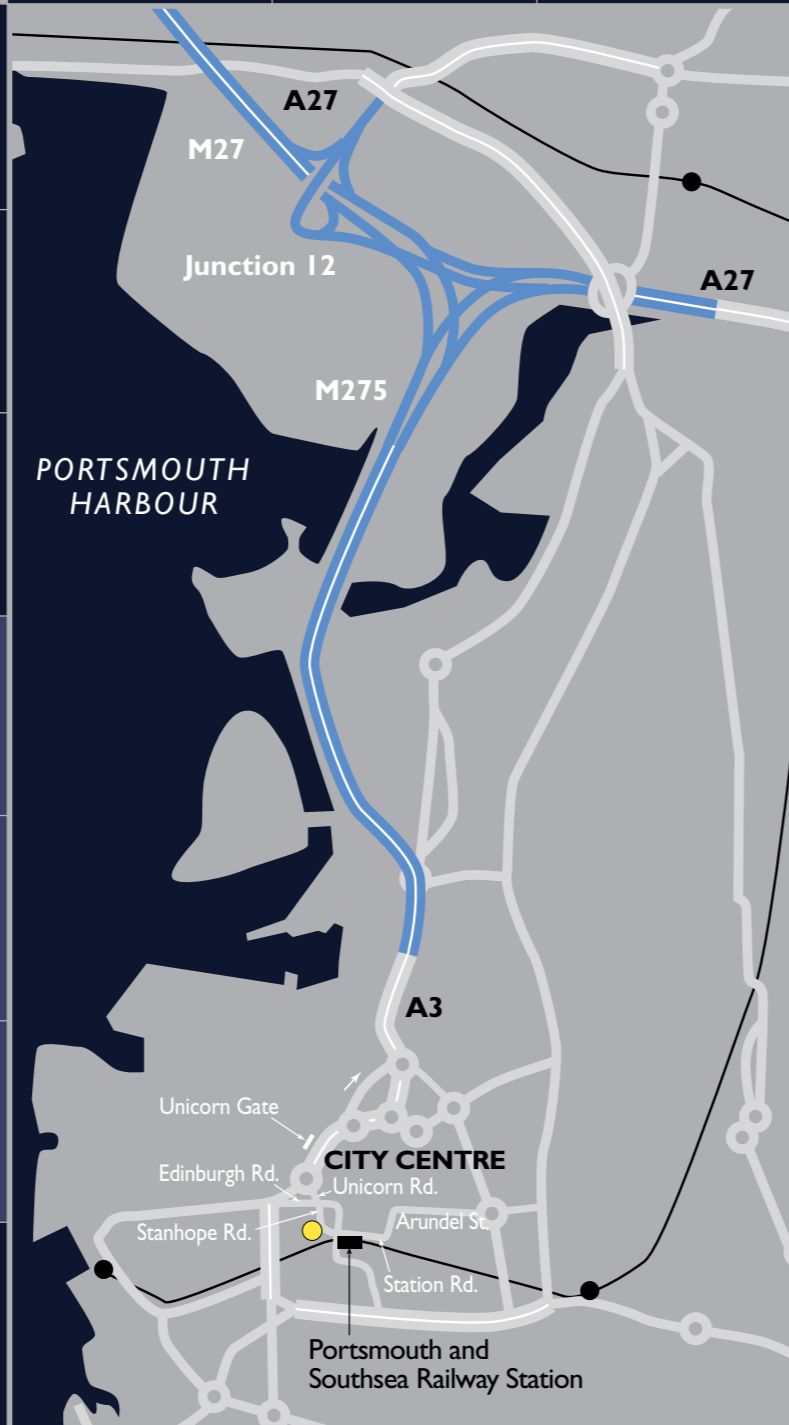 A27
M27
Junction 12
A27
M275
PORTSMOUTH
HARBOUR
A3
Unicorn Gate
CITY CENTRE
Edinburgh Rd.
Unicorn Rd.
Stanhope Rd.
Arundel St.
Station Rd.
Portsmouth and
Southsea Railway Station